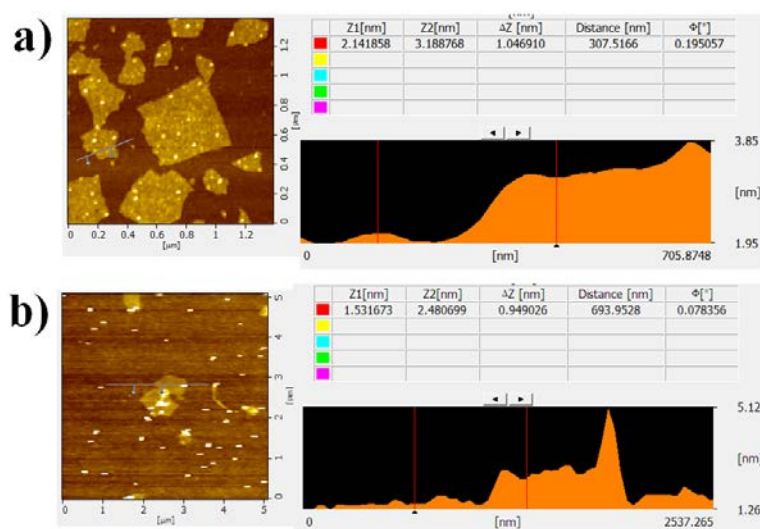 a)
Z1[nm] Z2[nm] ΔZ [nm] Distance [nm] Φ[°]
2.141858 3.188768 1.046910 307.5166 0.195057
1.2
1
0.8
[µm]
0.6
0.4
0.2
0
0 0.2 0.4 0.6 0.8 1 1.2
[µm]
3.85
[nm]
1.95
0 [nm] 705.8748
b)
Z1[nm] Z2[nm] ΔZ [nm] Distance [nm] Φ[°]
1.531673 2.480699 0.949026 693.9528 0.078356
5
4
3
2
1
0
0 1 2 3 4 5
[µm]
5.12
[nm]
1.26
0 [nm] 2537.265